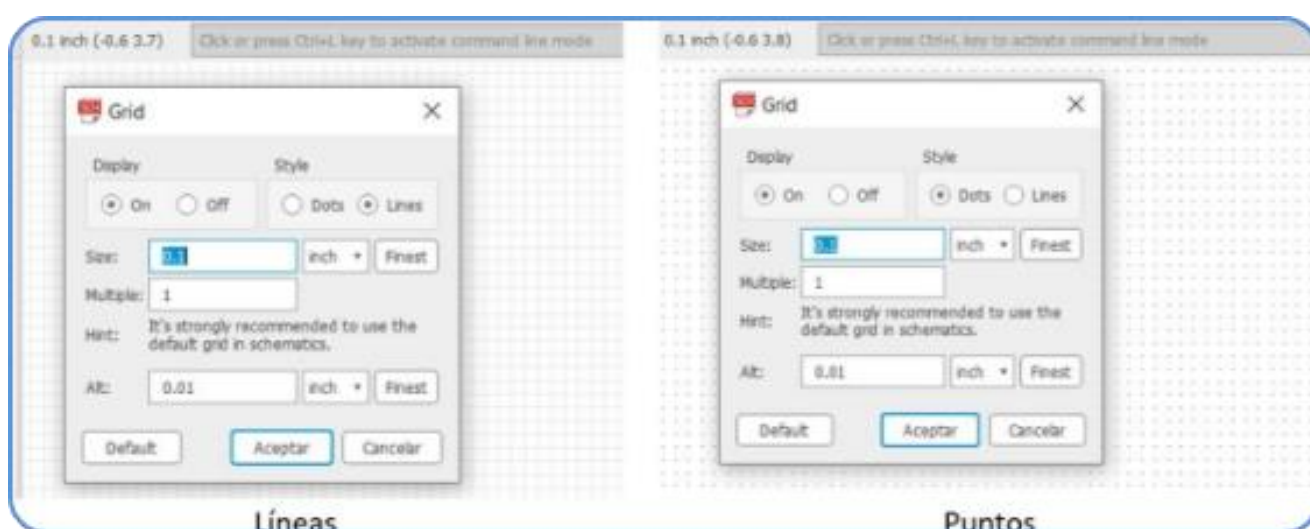 0.1 inch (-0.6 3.7) Click or press Ctrl+L key to activate command line mode
Grid
Display Style
On Off Dots Lines
Size: 0.1 inch Finest
Multiple: 1
Hint: It's strongly recommended to use the
default grid in schematics.
Alt: 0.01 inch Finest
Default Aceptar Cancelar
Líneas
0.1 inch (-0.6 3.8) Click or press Ctrl+L key to activate command line mode
Grid
Display Style
On Off Dots Lines
Size: 0.1 inch Finest
Multiple: 1
Hint: It's strongly recommended to use the
default grid in schematics.
Alt: 0.01 inch Finest
Default Aceptar Cancelar
Puntos